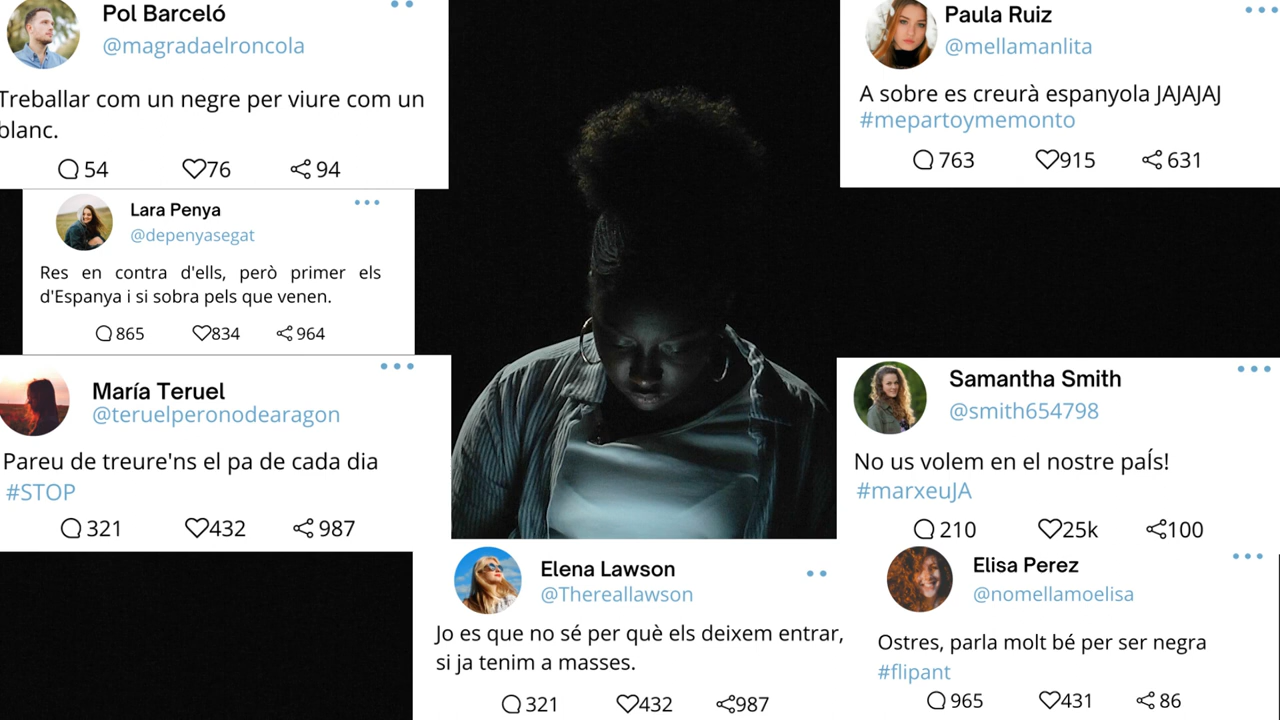 Pol Barceló
@magradaelroncola
Treballar com un negre per viure com un
blanc.
54 76 94
Lara Penya
@depenyasegat
Res en contra d'ells, però primer els
d'Espanya i si sobra pels que venen.
865 834 964
María Teruel
@teruelperonodearagon
Pareu de treure'ns el pa de cada dia
#STOP
321 432 987
Paula Ruiz
@mellamanlita
A sobre es creurà espanyola JAJAJAJ
#mepartoymemonto
763 915 631
Samantha Smith
@smith654798
No us volem en el nostre paÍs!
#marxeuJA
210 25k 100
Elena Lawson
@Thereallawson
Jo es que no sé per què els deixem entrar,
si ja tenim a masses.
321 432 987
Elisa Perez
@nomellamoelisa
Ostres, parla molt bé per ser negra
#flipant
965 431 86